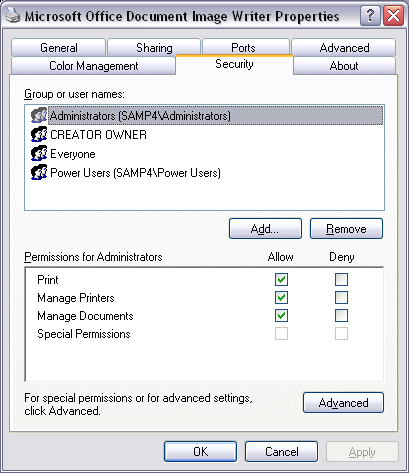 Microsoft Office Document Image Writer Properties
General Sharing Ports Advanced
Color Management Security About
Group or user names:
Administrators (SAMP4\Administrators)
CREATOR OWNER
Everyone
Power Users (SAMP4\Power Users)
Add... Remove
Permissions for Administrators Allow Deny
Print
Manage Printers
Manage Documents
Special Permissions
For special permissions or for advanced settings,
click Advanced.
Advanced
OK Cancel Apply